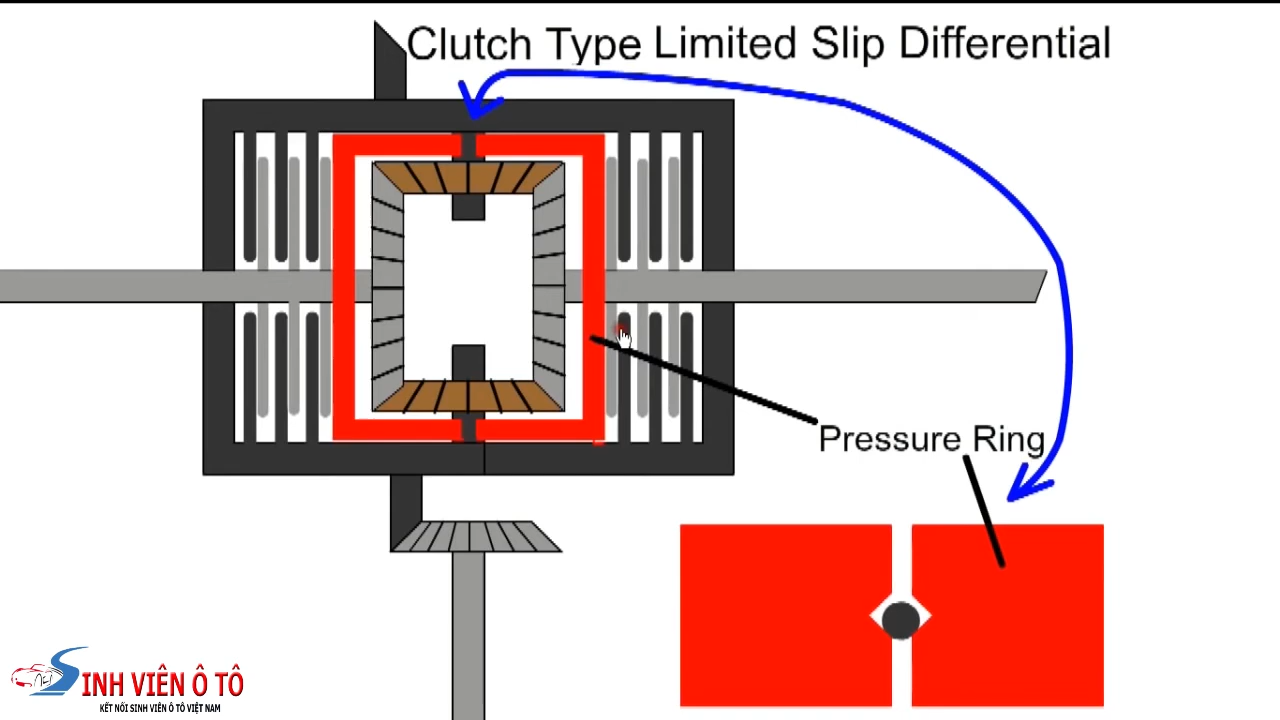 Clutch Type Limited Slip Differential
Pressure Ring
SINH VIÊN Ô TÔ
KẾT NỐI SINH VIÊN Ô TÔ VIỆT NAM